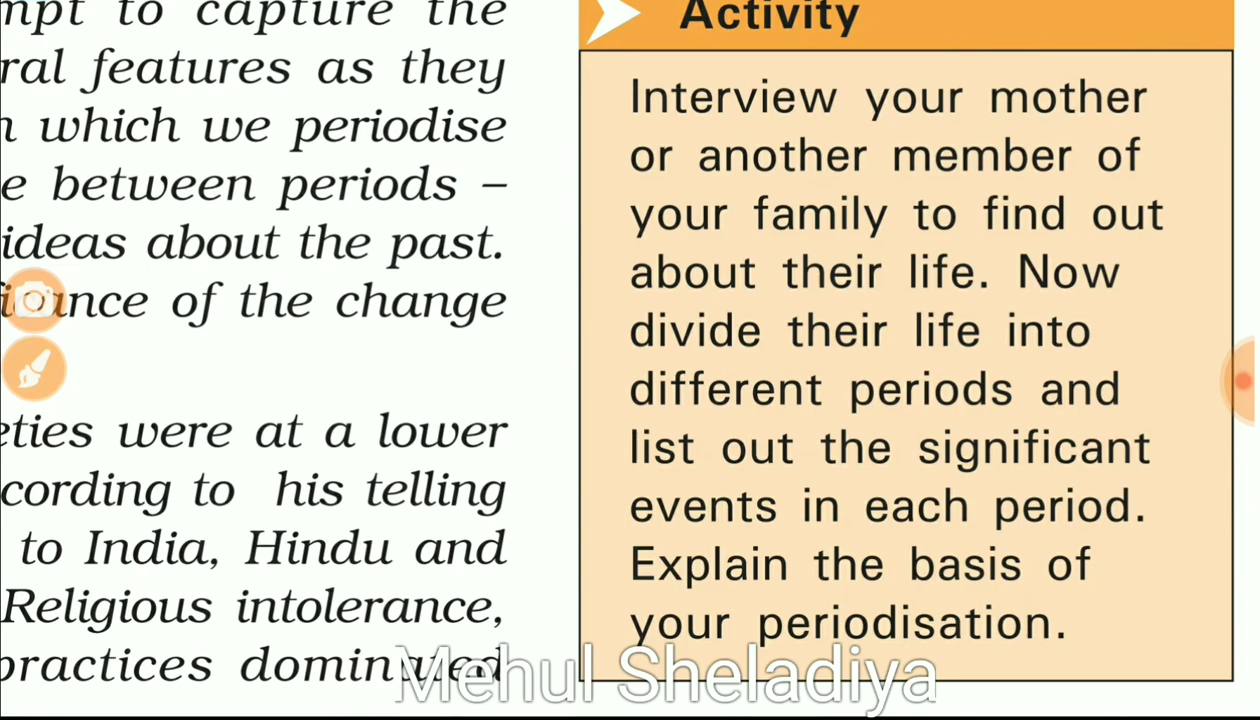 mpt to capture the
ral features as they
n which we periodise
e between periods –
ideas about the past.
of the change
eties were at a lower
cording to his telling
to India, Hindu and
Religious intolerance,
practices dominated
Activity
Interview your mother
or another member of
your family to find out
about their life. Now
divide their life into
different periods and
list out the significant
events in each period.
Explain the basis of
your periodisation.
Mehul Sheladiya